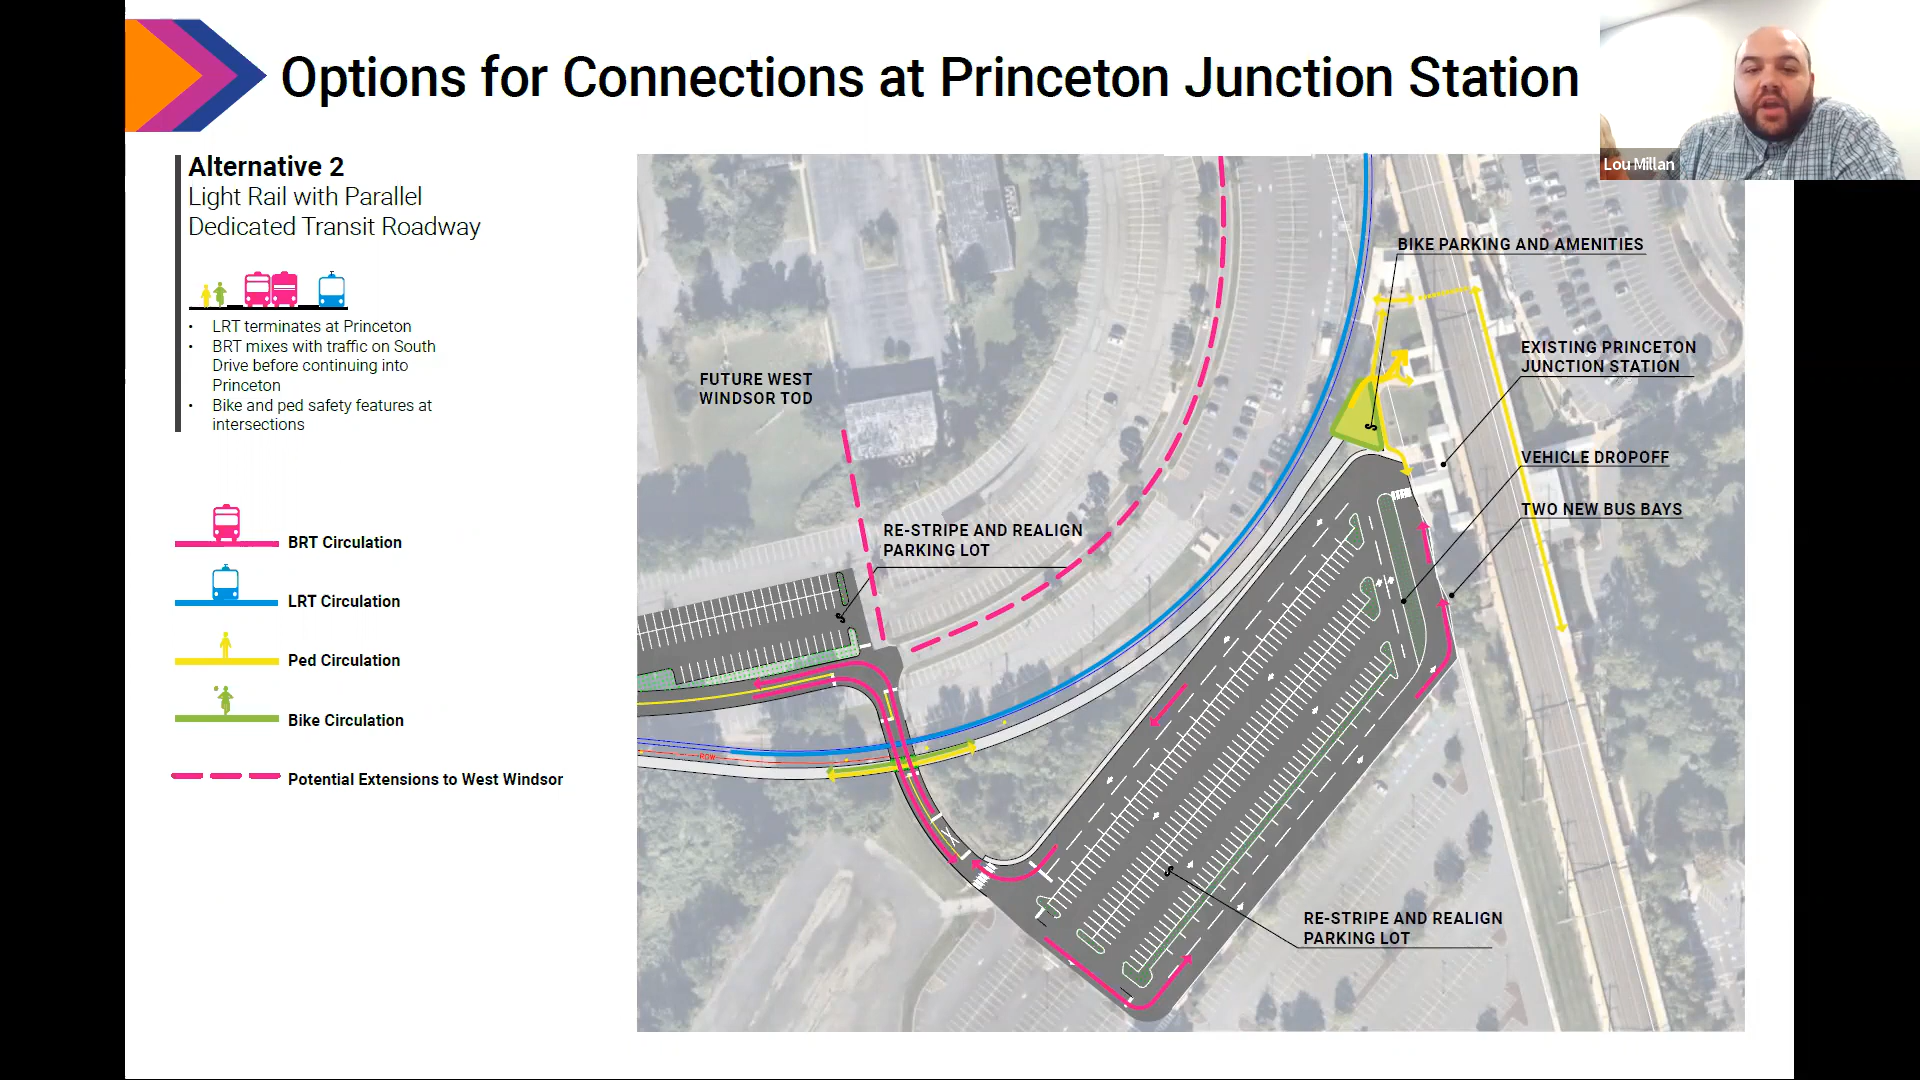 Options for Connections at Princeton Junction Station
Lou Millan
Alternative 2
Light Rail with Parallel
Dedicated Transit Roadway
• LRT terminates at Princeton
• BRT mixes with traffic on South
Drive before continuing into
Princeton
• Bike and ped safety features at
intersections
BRT Circulation
LRT Circulation
Ped Circulation
Bike Circulation
Potential Extensions to West Windsor
BIKE PARKING AND AMENITIES
EXISTING PRINCETON
JUNCTION STATION
FUTURE WEST
WINDSOR TOD
VEHICLE DROPOFF
TWO NEW BUS BAYS
RE-STRIPE AND REALIGN
PARKING LOT
ROW
RE-STRIPE AND REALIGN
PARKING LOT